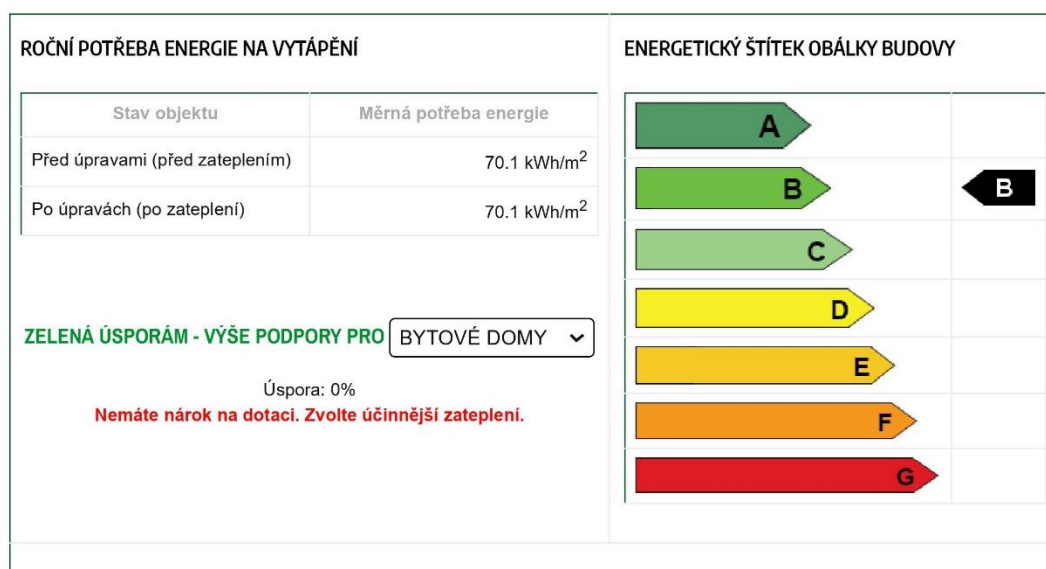 ROČNÍ POTŘEBA ENERGIE NA VYTÁPĚNÍ
Stav objektu Měrná potřeba energie
Před úpravami (před zateplením) 70.1 kWh/m²
Po úpravách (po zateplení) 70.1 kWh/m²
ZELENÁ ÚSPORÁM - VÝŠE PODPORY PRO BYTOVÉ DOMY
Úspora: 0%
Nemáte nárok na dotaci. Zvolte účinnější zateplení.
ENERGETICKÝ ŠTÍTEK OBÁLKY BUDOVY
A
B B
C
D
E
F
G